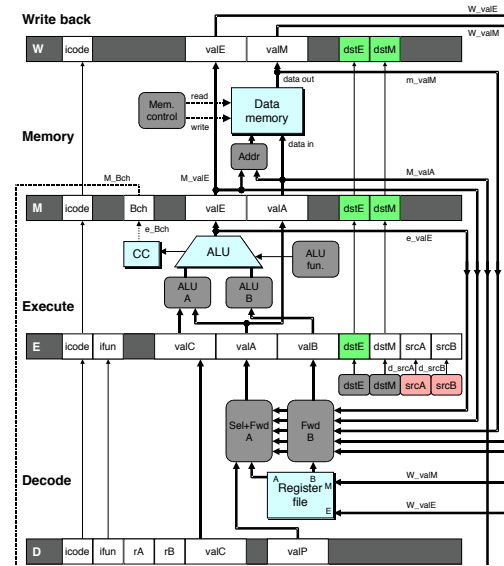 W_valE
Write back
W_valM
W icode valE valM dstE dstM
data out
m_valM
read
Mem. control
Data memory
write
Memory
data in
Addr
M_Bch
M_valE
M_valA
M icode Bch valE valA dstE dstM
e_Bch
e_valE
CC
ALU
ALU fun.
ALU A
ALU B
Execute
E icode ifun valC valA valB dstE dstM srcA srcB
d_srcA d_srcB
dstE dstM srcA srcB
Sel+Fwd A
Fwd B
Decode
A B
W_valM
Register file
M
W_valE
E
D icode ifun rA rB valC valP